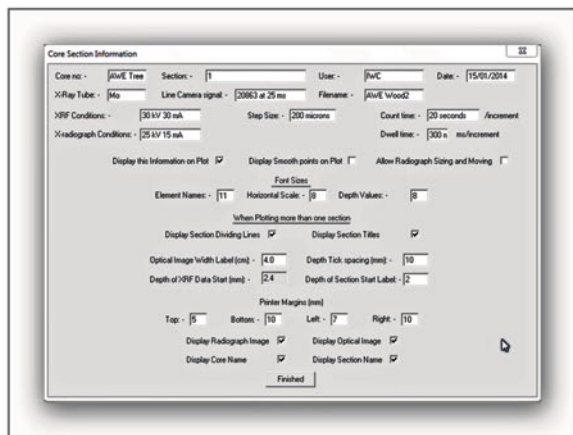 Core Section Information
Core no: - AWE Tree Section: - 1 User: - IWC Date: - 15/01/2014
X-Ray Tube: - Mo Line Camera signal: - 20863 at 25 ms Filename: - AWE Wood2
XRF Conditions: - 30 kV 30 mA Step Size: - 200 microns Count time: - 20 seconds /increment
X-radiograph Conditions: - 25 kV 15 mA Dwell time: - 300 ms/increment
Display this Information on Plot Display Smooth points on Plot Allow Radiograph Sizing and Moving
Font Sizes
Element Names: - 11 Horizontal Scale: - 8 Depth Values: - 8
When Plotting more than one section
Display Section Dividing Lines Display Section Titles
Optical Image Width Label (cm): - 4.0 Depth Tick spacing (mm): - 10
Depth of XRF Data Start (mm): - 2.4 Depth of Section Start Label: - 2
Printer Margins (mm)
Top: - 5 Bottom: - 10 Left: - 7 Right: - 10
Display Radiograph Image Display Optical Image
Display Core Name Display Section Name
Finished